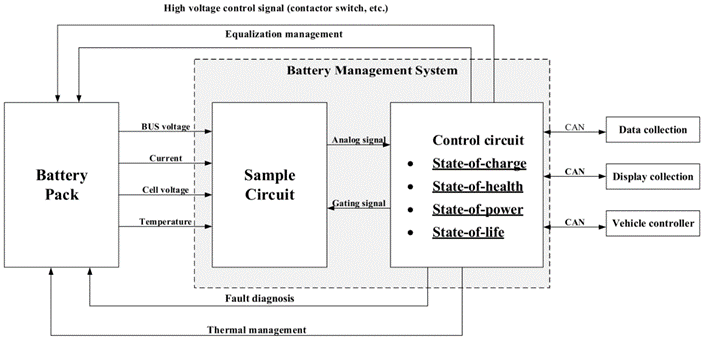 High voltage control signal (contactor switch, etc.)
Equalization management
Battery Management System
Battery
Pack
BUS voltage
Current
Cell voltage
Temperature
Sample
Circuit
Analog signal
Gating signal
Control circuit
• State-of-charge
• State-of-health
• State-of-power
• State-of-life
CAN
Data collection
CAN
Display collection
CAN
Vehicle controller
Fault diagnosis
Thermal management